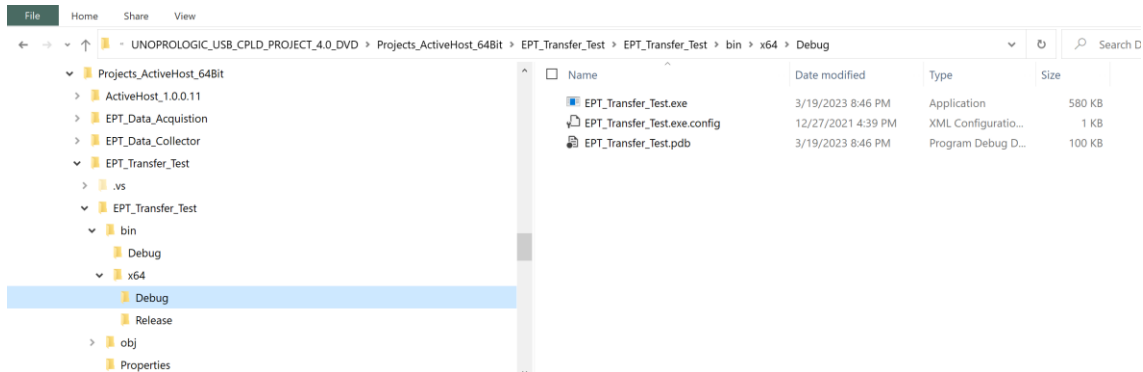 File Home Share View
UNOPROLOGIC_USB_CPLD_PROJECT_4.0_DVD > Projects_ActiveHost_64Bit > EPT_Transfer_Test > EPT_Transfer_Test > bin > x64 > Debug Search D
Projects_ActiveHost_64Bit
ActiveHost_1.0.0.11
EPT_Data_Acquistion
EPT_Data_Collector
EPT_Transfer_Test
.vs
EPT_Transfer_Test
bin
Debug
x64
Debug
Release
obj
Properties
Name Date modified Type Size
EPT_Transfer_Test.exe 3/19/2023 8:46 PM Application 580 KB
EPT_Transfer_Test.exe.config 12/27/2021 4:39 PM XML Configuratio... 1 KB
EPT_Transfer_Test.pdb 3/19/2023 8:46 PM Program Debug D... 100 KB